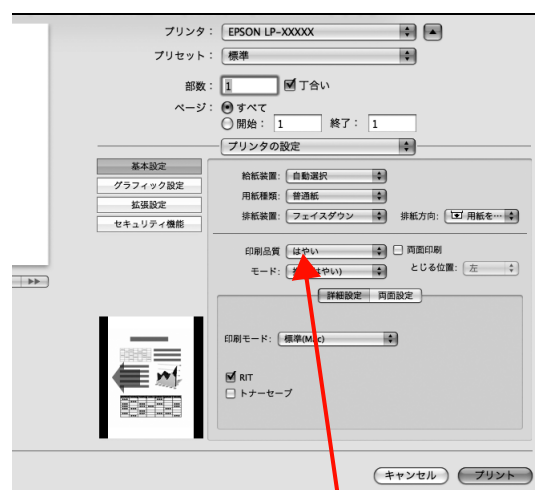 プリンタ： EPSON LP-XXXXX
プリセット： 標準
部数： 1 丁合い
ページ： すべて
開始： 1 終了： 1
プリンタの設定
基本設定
グラフィック設定
拡張設定
セキュリティ機能
給紙装置： 自動選択
用紙種類： 普通紙
排紙装置： フェイスダウン 排紙方向： 用紙を…
印刷品質 はやい 両面印刷
モード： はやい) とじる位置： 左
詳細設定 両面設定
印刷モード： 標準(Mac)
RIT
トナーセーブ
キャンセル プリント